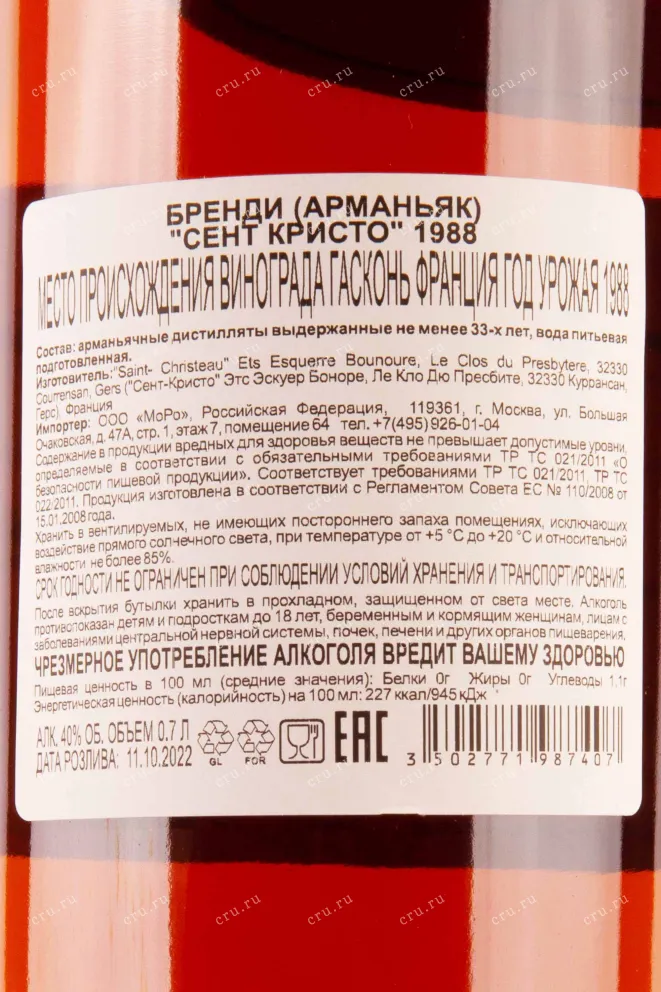 БРЕНДИ (АРМАНЬЯК)
"СЕНТ КРИСТО" 1988
МЕСТО ПРОИСХОЖДЕНИЯ ВИНОГРАДА ГАСКОНЬ ФРАНЦИЯ ГОД УРОЖАЯ 1988
Состав: арманьячные дистилляты выдержанные не менее 33-х лет, вода питьевая
подготовленная.
Изготовитель:"Saint- Christeau" Ets Esquerre Bounoure, Le Clos du Presbytere, 32330
Courrensan, Gers ("Сент-Кристо" Этс Эскуер Боноре, Ле Кло Дю Пресбите, 32330 Куррансан,
Герс), Франция
Импортер: ООО «МоРо», Российская Федерация, 119361, г. Москва, ул. Большая
Очаковская, д. 47А, стр. 1, этаж 7, помещение 64 тел. +7(495) 926-01-04
Содержание в продукции вредных для здоровья веществ не превышает допустимые уровни,
определяемые в соответствии с обязательными требованиями ТР ТС 021/2011 «О
безопасности пищевой продукции». Соответствует требованиями ТР ТС 021/2011, ТР ТС
022/2011. Продукция изготовлена в соответствии с Регламентом Совета ЕС № 110/2008 от
15.01.2008 года.
Хранить в вентилируемых, не имеющих постороннего запаха помещениях, исключающих
воздействие прямого солнечного света, при температуре от +5 °C до +20 °C и относительной
влажности не более 85%.
СРОК ГОДНОСТИ НЕ ОГРАНИЧЕН ПРИ СОБЛЮДЕНИИ УСЛОВИЙ ХРАНЕНИЯ И ТРАНСПОРТИРОВАНИЯ.
После вскрытия бутылки хранить в прохладном, защищенном от света месте. Алкоголь
противопоказан детям и подросткам до 18 лет, беременным и кормящим женщинам, лицам с
заболеваниями центральной нервной системы, почек, печени и других органов пищеварения.
ЧРЕЗМЕРНОЕ УПОТРЕБЛЕНИЕ АЛКОГОЛЯ ВРЕДИТ ВАШЕМУ ЗДОРОВЬЮ
Пищевая ценность в 100 мл (средние значения): Белки 0г Жиры 0г Углеводы 1,1г
Энергетическая ценность (калорийность) на 100 мл: 227 ккал/945 кДж
АЛК. 40% ОБ. ОБЪЕМ 0.7 Л
ДАТА РОЗЛИВА: 11.10.2022
GL FOR
EAC
3 502771 987407
cru.ru